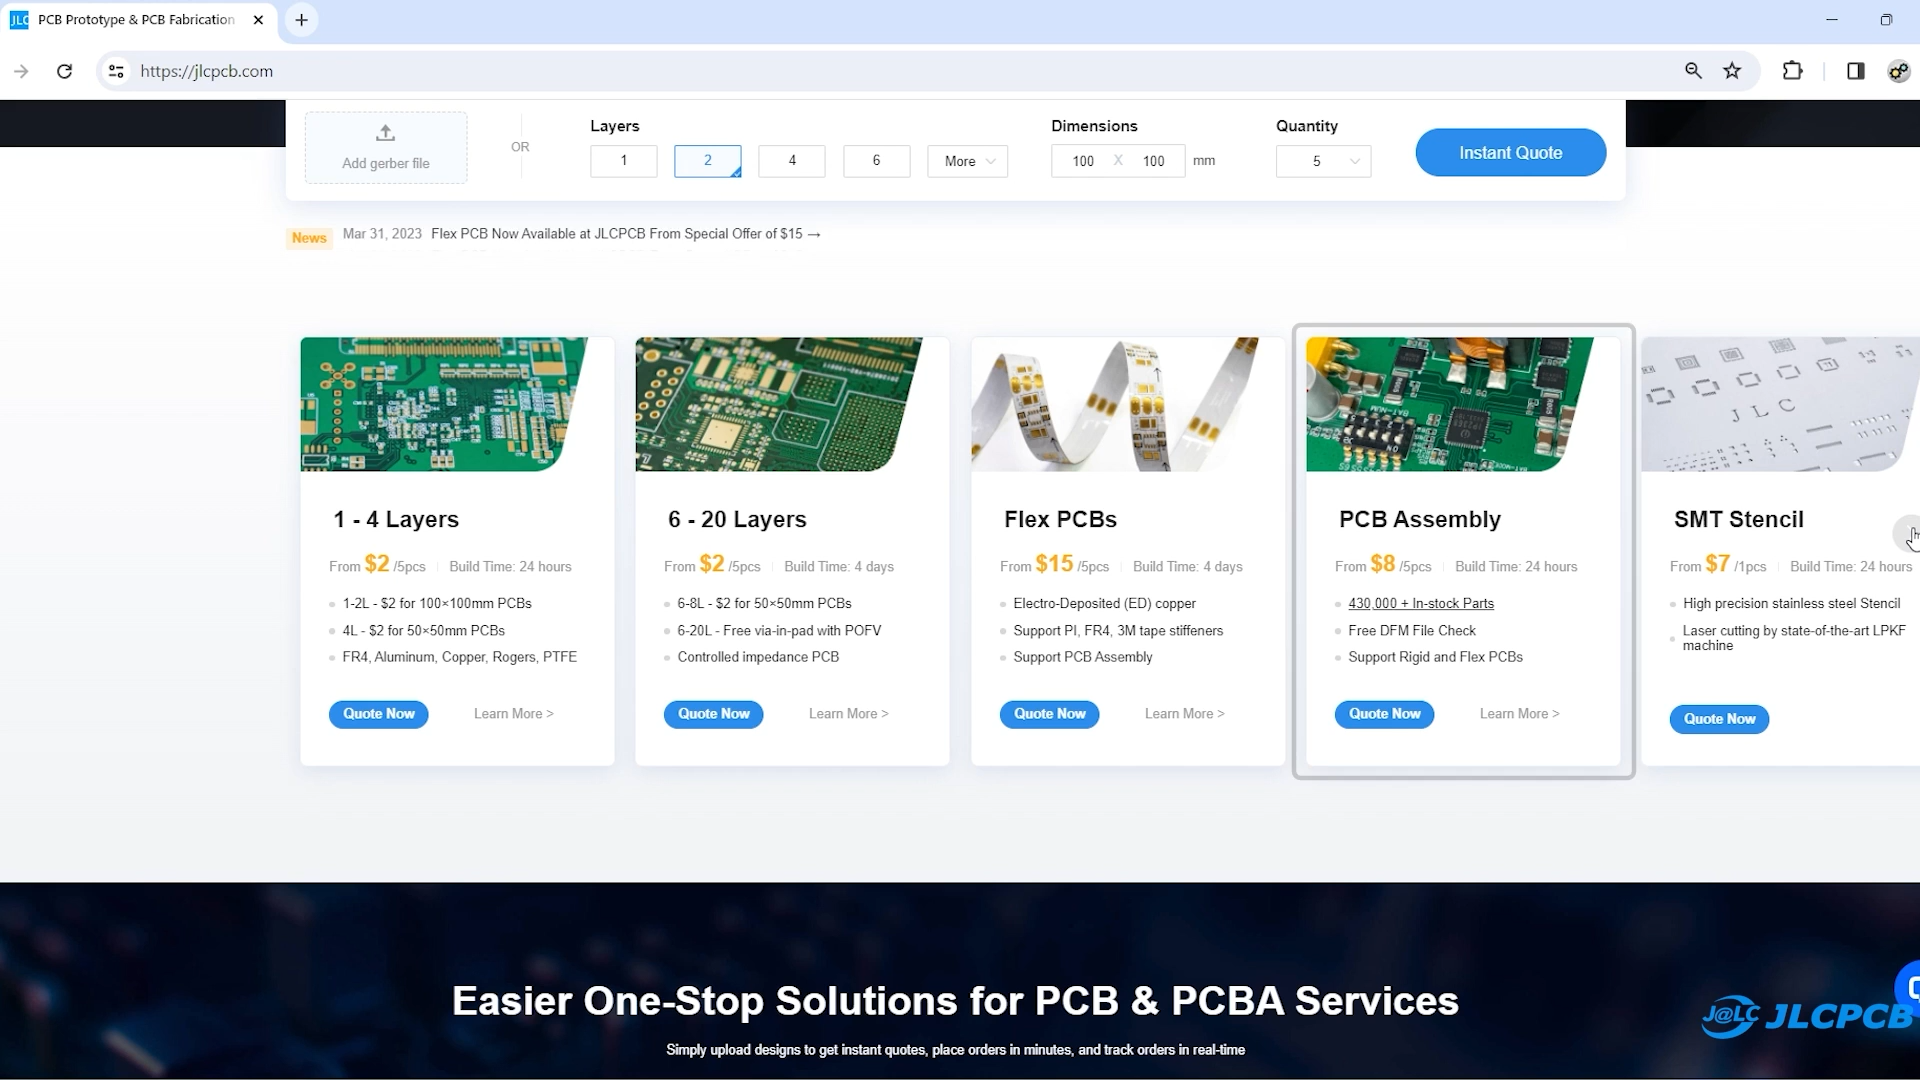 JLC PCB Prototype & PCB Fabrication
https://jlcpcb.com
Add gerber file
OR
Layers
1
2
4
6
More
Dimensions
100 X 100 mm
Quantity
5
Instant Quote
News Mar 31, 2023 Flex PCB Now Available at JLCPCB From Special Offer of $15 →
J L C
1 - 4 Layers
From $2 /5pcs Build Time: 24 hours
1-2L - $2 for 100×100mm PCBs
4L - $2 for 50×50mm PCBs
FR4, Aluminum, Copper, Rogers, PTFE
Quote Now Learn More >
6 - 20 Layers
From $2 /5pcs Build Time: 4 days
6-8L - $2 for 50×50mm PCBs
6-20L - Free via-in-pad with POFV
Controlled impedance PCB
Quote Now Learn More >
Flex PCBs
From $15 /5pcs Build Time: 4 days
Electro-Deposited (ED) copper
Support PI, FR4, 3M tape stiffeners
Support PCB Assembly
Quote Now Learn More >
PCB Assembly
From $8 /5pcs Build Time: 24 hours
430,000 + In-stock Parts
Free DFM File Check
Support Rigid and Flex PCBs
Quote Now Learn More >
SMT Stencil
From $7 /1pcs Build Time: 24 hours
High precision stainless steel Stencil
Laser cutting by state-of-the-art LPKF
machine
Quote Now
Easier One-Stop Solutions for PCB & PCBA Services
Simply upload designs to get instant quotes, place orders in minutes, and track orders in real-time
J@LC JLCPCB